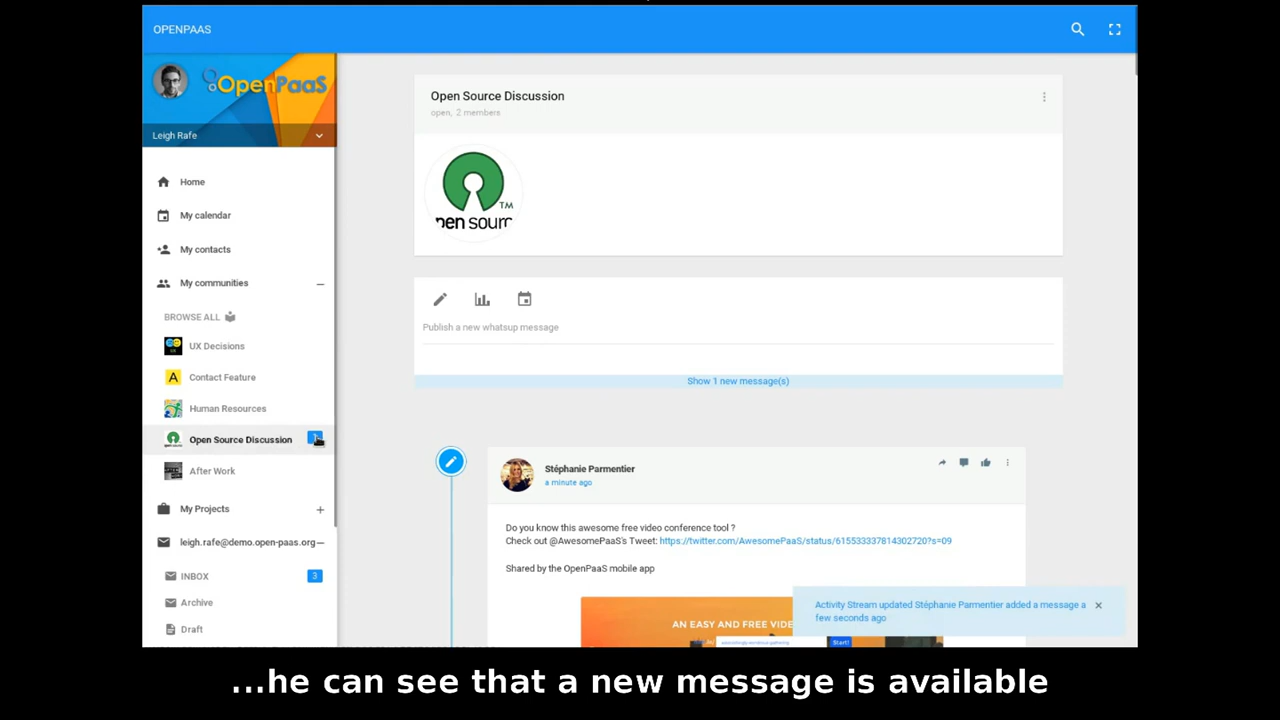 OPENPAAS
OpenPaaS
Leigh Rafe
Home
My calendar
My contacts
My communities
BROWSE ALL
UX Decisions
A
Contact Feature
Human Resources
Open Source Discussion
After Work
My Projects
leigh.rafe@demo.open-paas.org
INBOX
3
Archive
Draft
Open Source Discussion
open, 2 members
TM
pen sourc
Publish a new whatsup message
Show 1 new message(s)
Stéphanie Parmentier
a minute ago
Do you know this awesome free video conference tool ?
Check out @AwesomePaaS's Tweet: https://twitter.com/AwesomePaaS/status/615533337814302720?s=09
Shared by the OpenPaaS mobile app
AN EASY AND FREE VIDE
Start!
Activity Stream updated Stéphanie Parmentier added a message a
few seconds ago
...he can see that a new message is available